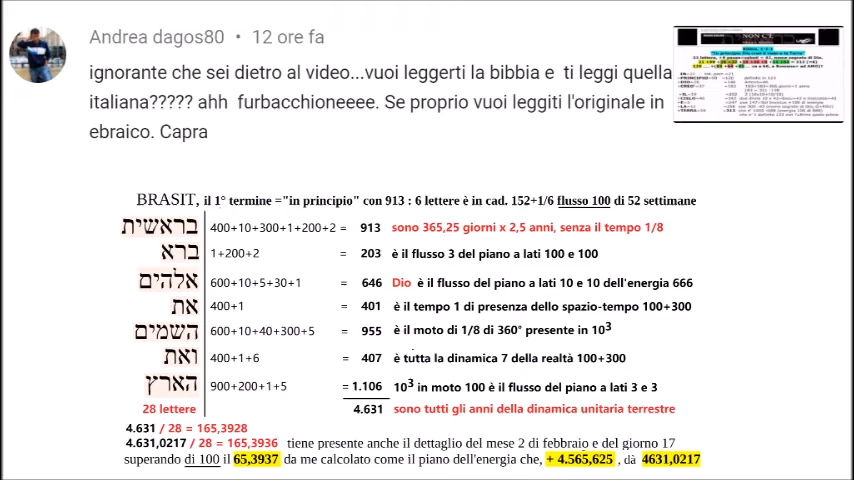 Andrea dagos80 • 12 ore fa
ignorante che sei dietro al video...vuoi leggerti la bibbia e ti leggi quella
italiana????? ahh furbacchioneeee. Se proprio vuoi leggiti l'originale in
ebraico. Capra
NON C'È
BRASIT, il 1° termine ="in principio" con 913 : 6 lettere è in cad. 152+1/6 flusso 100 di 52 settimane
בראשית 400+10+300+1+200+2 = 913 sono 365,25 giorni x 2,5 anni, senza il tempo 1/8
ברא 1+200+2 = 203 è il flusso 3 del piano a lati 100 e 100
אלהים 600+10+5+30+1 = 646 Dio è il flusso del piano a lati 10 e 10 dell'energia 666
את 400+1 = 401 è il tempo 1 di presenza dello spazio-tempo 100+300
השמים 600+10+40+300+5 = 955 è il moto di 1/8 di 360° presente in 10³
ואת 400+1+6 = 407 è tutta la dinamica 7 della realtà 100+300
הארץ 900+200+1+5 = 1.106 10³ in moto 100 è il flusso del piano a lati 3 e 3
28 lettere 4.631 sono tutti gli anni della dinamica unitaria terrestre
4.631 / 28 = 165,3928
4.631,0217 / 28 = 165,3936 tiene presente anche il dettaglio del mese 2 di febbraio e del giorno 17
superando di 100 il 65,3937 da me calcolato come il piano dell'energia che, + 4.565,625 , dà 4631,0217